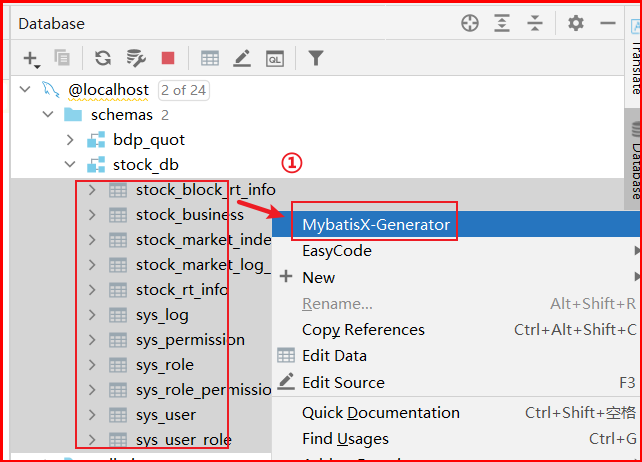 Database
Translate
Database
QL
@localhost 2 of 24
schemas 2
bdp_quot
stock_db
①
stock_block_rt_info
stock_business
stock_market_inde
stock_market_log_
stock_rt_info
sys_log
sys_permission
sys_role
sys_role_permissio
sys_user
sys_user_role
MybatisX-Generator
EasyCode
New
Rename... Alt+Shift+R
Copy References Ctrl+Alt+Shift+C
Edit Data
Edit Source F3
Quick Documentation Ctrl+Shift+空格
Find Usages Ctrl+G